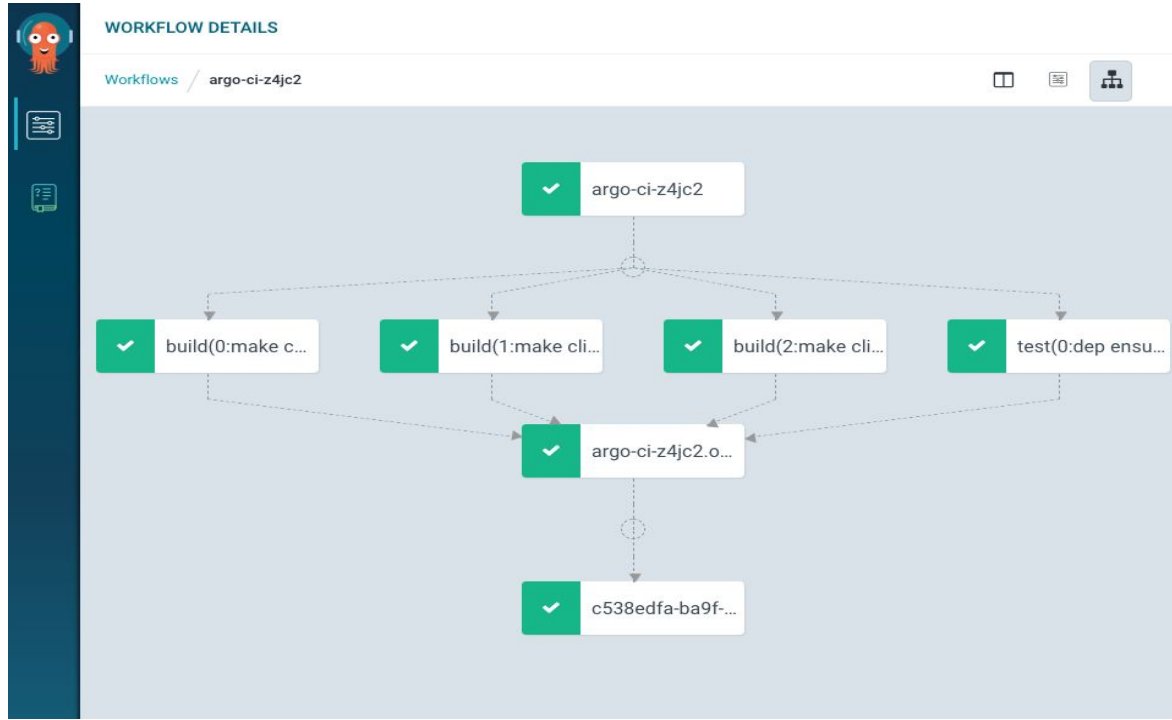 WORKFLOW DETAILS
Workflows / argo-ci-z4jc2
argo-ci-z4jc2
build(0:make c...
build(1:make cli...
build(2:make cli...
test(0:dep ensu...
argo-ci-z4jc2.o...
c538edfa-ba9f-...